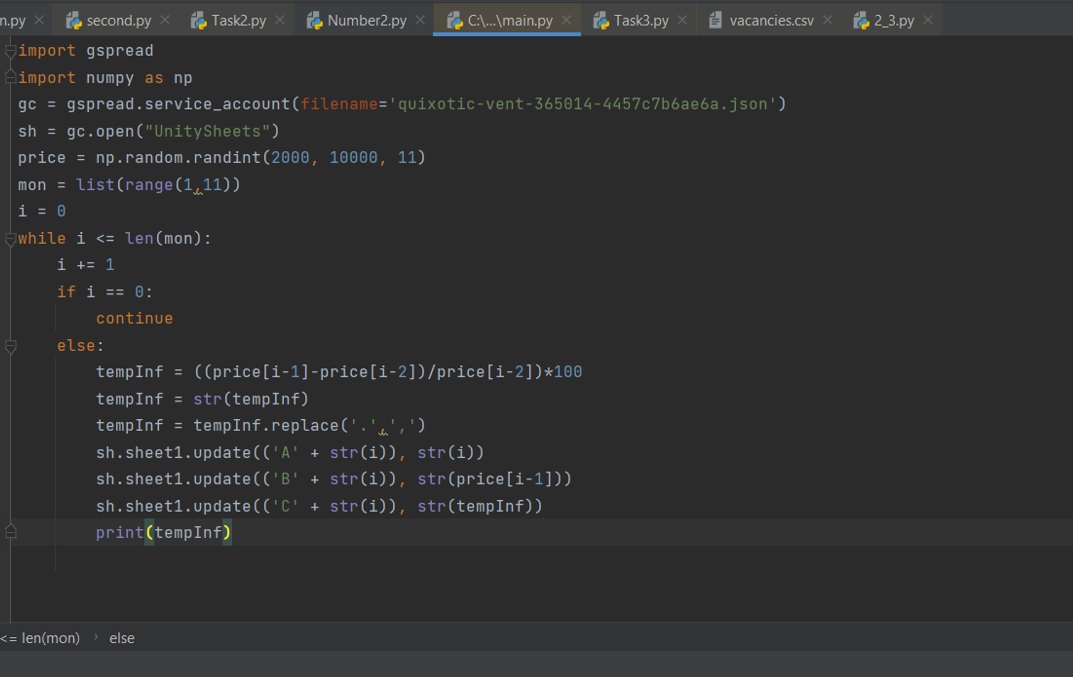 n.py second.py Task2.py Number2.py C:\...\main.py Task3.py vacancies.csv 2_3.py
import gspread
import numpy as np
gc = gspread.service_account(filename='quixotic-vent-365014-4457c7b6ae6a.json')
sh = gc.open("UnitySheets")
price = np.random.randint(2000, 10000, 11)
mon = list(range(1,11))
i = 0
while i <= len(mon):
    i += 1
    if i == 0:
        continue
    else:
        tempInf = ((price[i-1]-price[i-2])/price[i-2])*100
        tempInf = str(tempInf)
        tempInf = tempInf.replace('.',',')
        sh.sheet1.update(('A' + str(i)), str(i))
        sh.sheet1.update(('B' + str(i)), str(price[i-1]))
        sh.sheet1.update(('C' + str(i)), str(tempInf))
        print(tempInf)
<= len(mon) › else